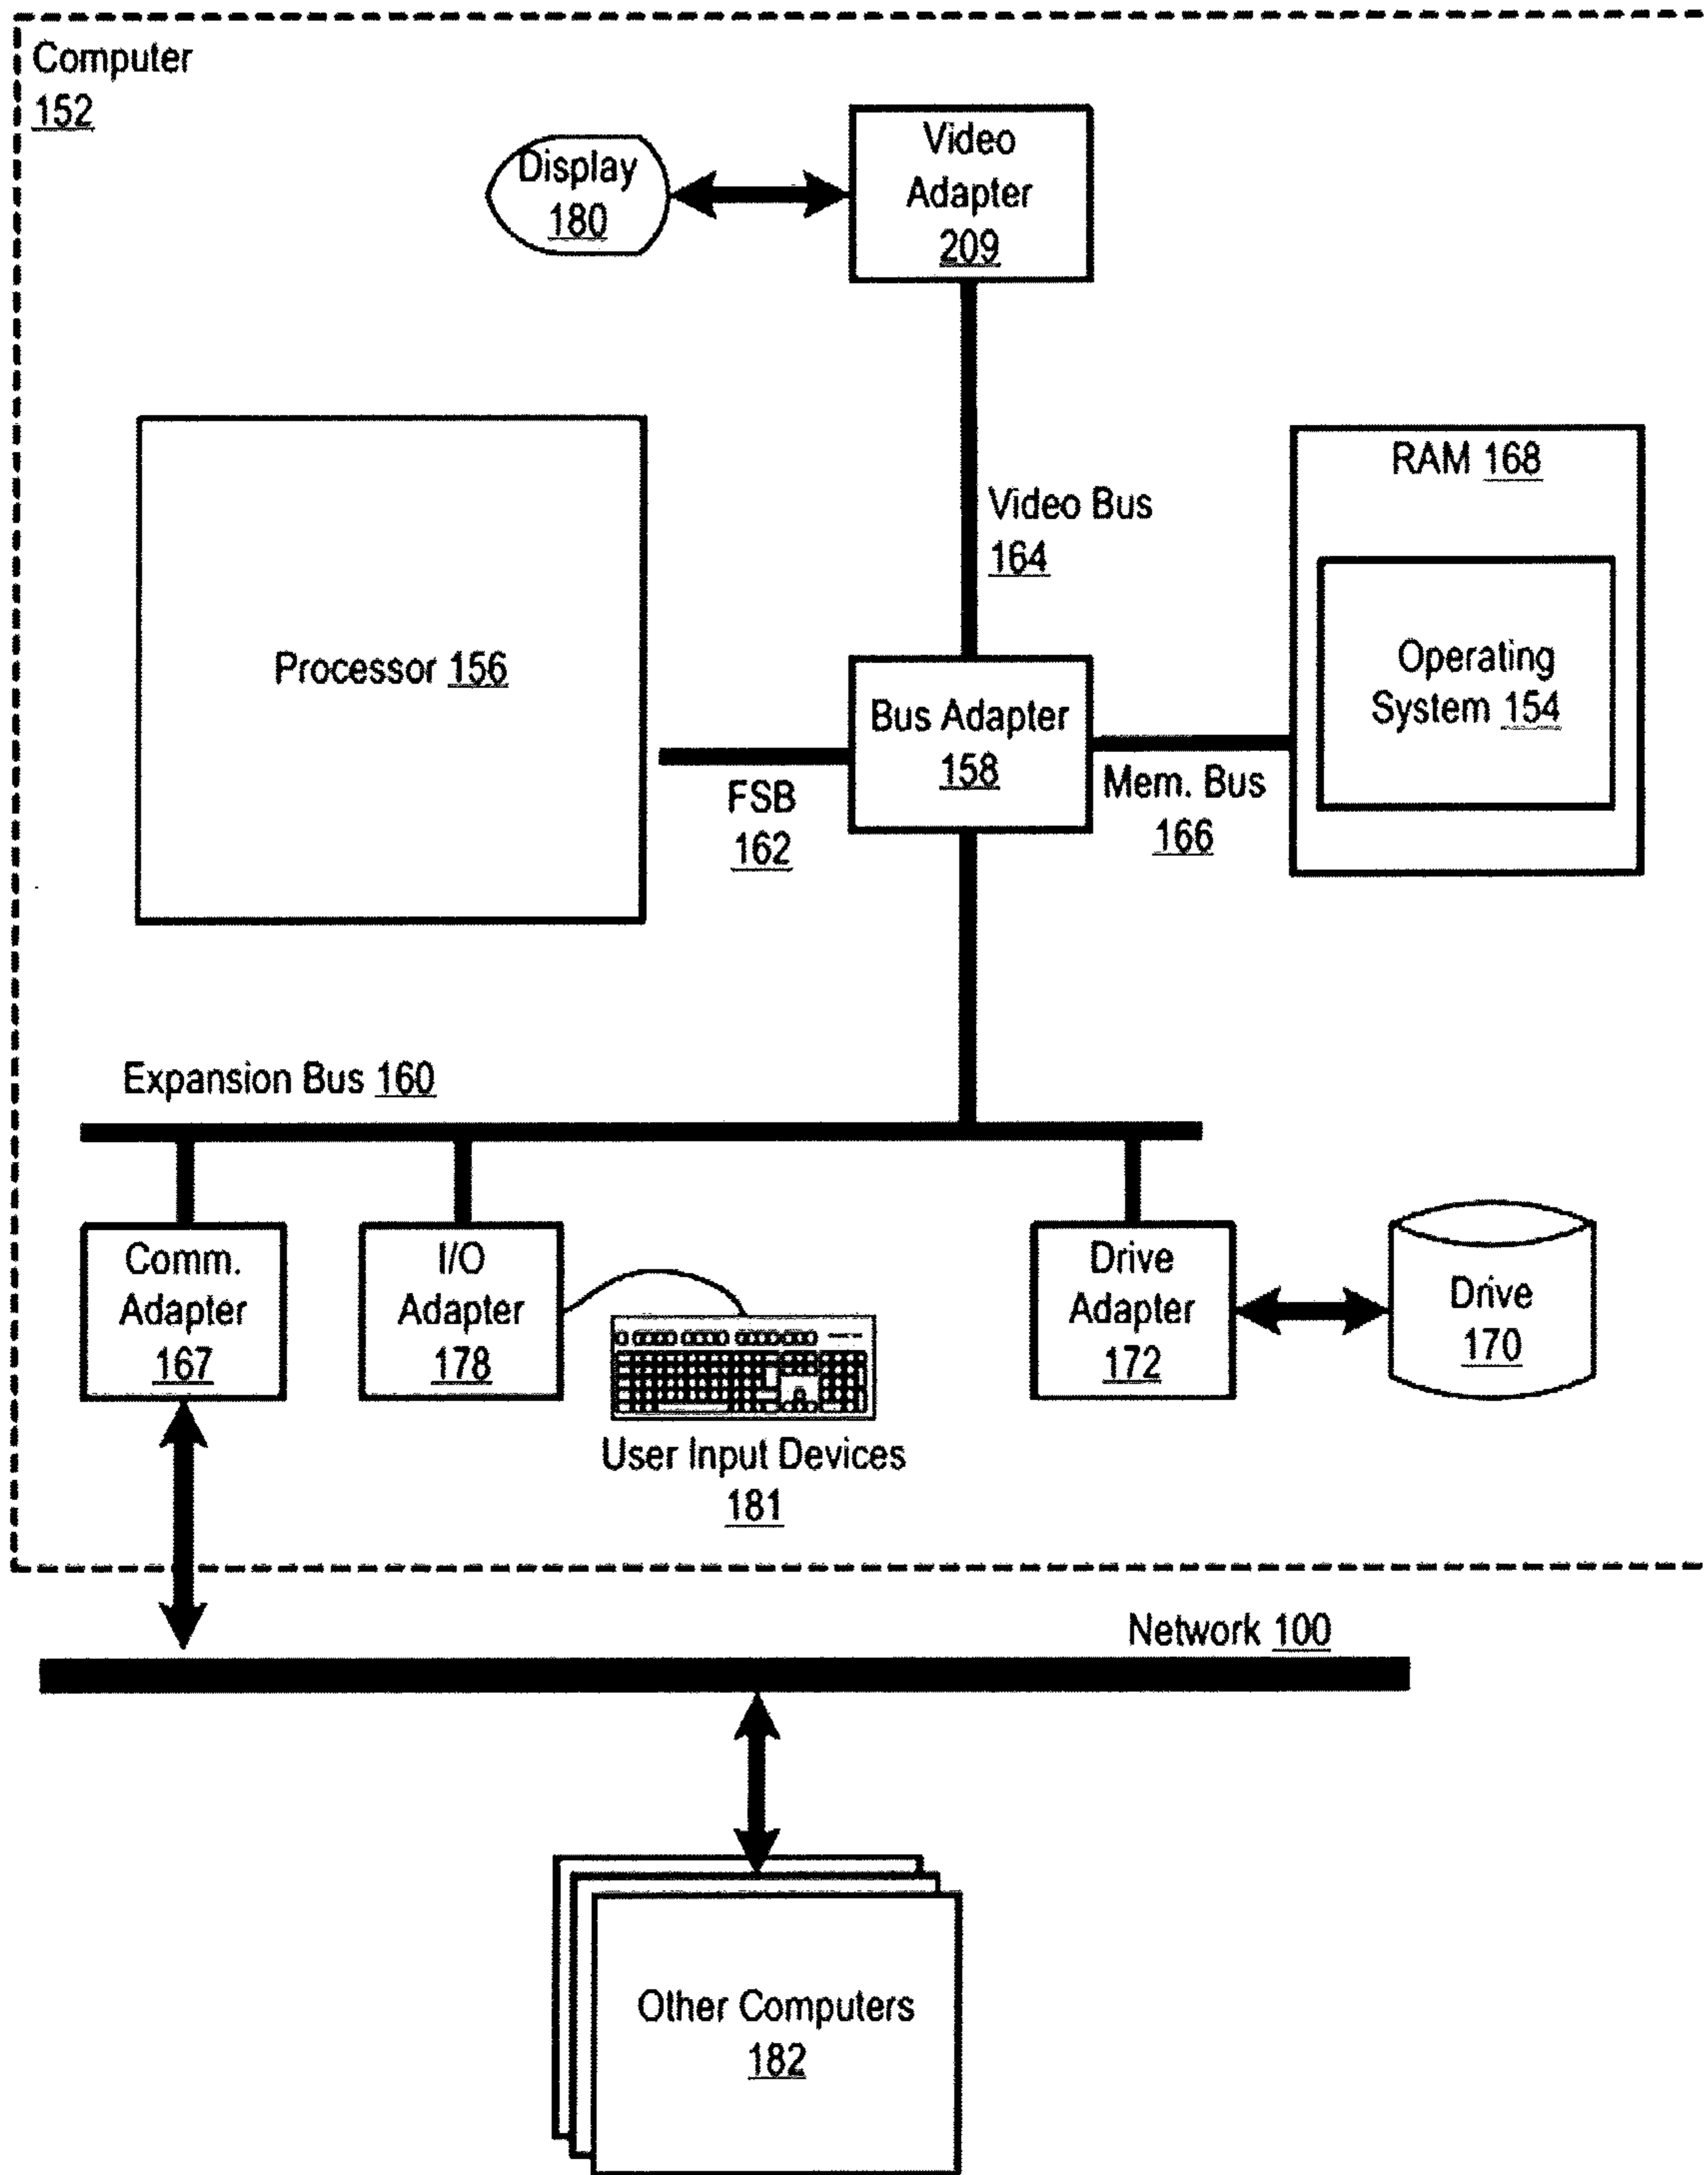 Computer
152
Display
180
Video
Adapter
209
Video Bus
164
RAM 168
Operating
System 154
Processor 156
Bus Adapter
158
FSB
162
Mem. Bus
166
Expansion Bus 160
Comm.
Adapter
167
I/O
Adapter
178
User Input Devices
181
Drive
Adapter
172
Drive
170
Network 100
Other Computers
182